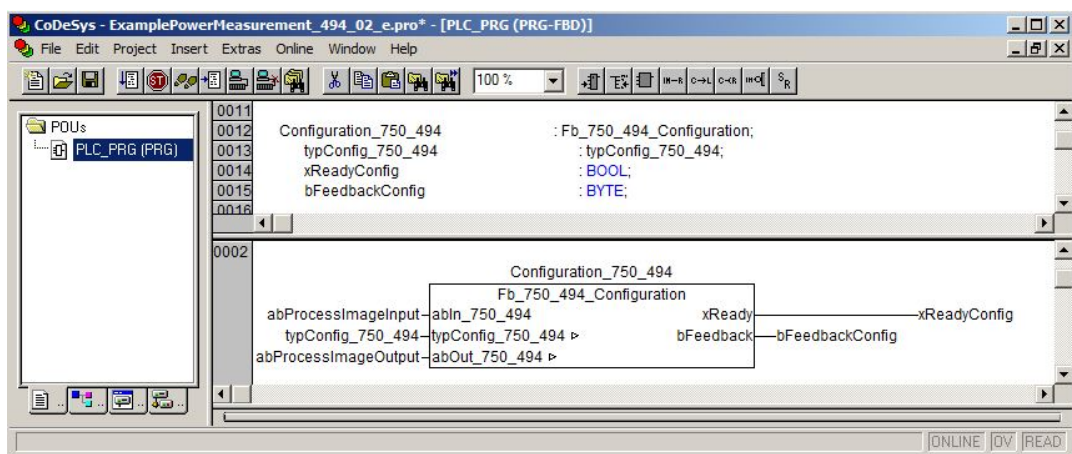 CoDeSys - ExamplePowerMeasurement_494_02_e.pro* - [PLC_PRG (PRG-FBD)]
File Edit Project Insert Extras Online Window Help
100 %
POUs
PLC_PRG (PRG)
0011
0012 Configuration_750_494 : Fb_750_494_Configuration;
0013 typConfig_750_494 : typConfig_750_494;
0014 xReadyConfig : BOOL;
0015 bFeedbackConfig : BYTE;
0016
0002
Configuration_750_494
Fb_750_494_Configuration
abProcessImageInput abIn_750_494 xReady xReadyConfig
typConfig_750_494 typConfig_750_494 bFeedback bFeedbackConfig
abProcessImageOutput abOut_750_494
ONLINE OV READ